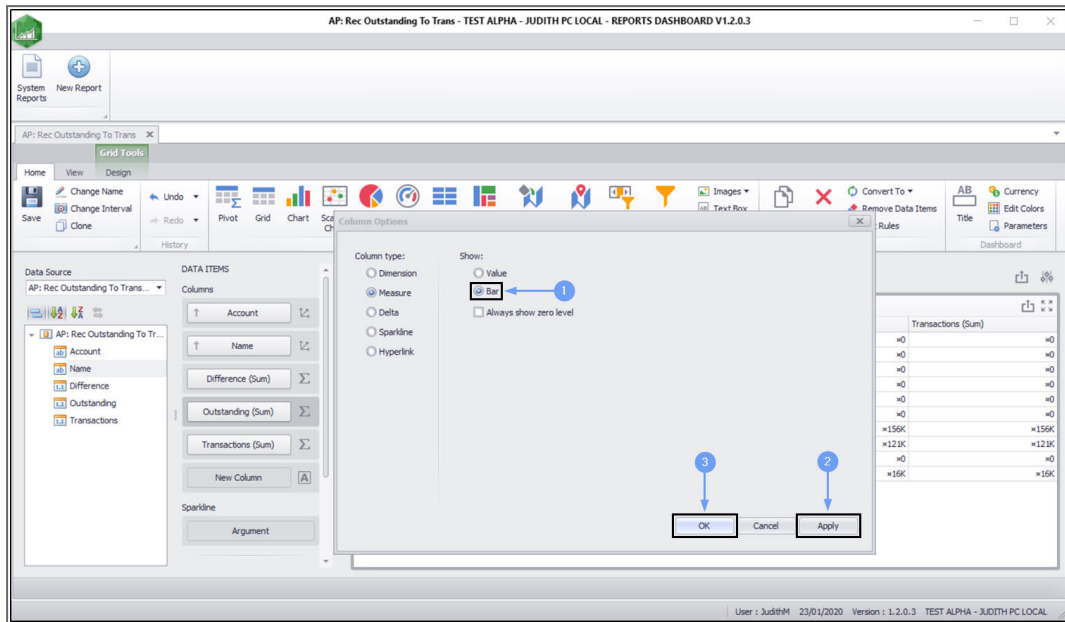 AP: Rec Outstanding To Trans - TEST ALPHA - JUDITH PC LOCAL - REPORTS DASHBOARD V1.2.0.3
System Reports
New Report
AP: Rec Outstanding To Trans
Grid Tools
Home View Design
Save
Change Name
Change Interval
Clone
Undo
Redo
History
Pivot
Grid
Chart
Images
Text Box
Convert To
Remove Data Items
Rules
AB
Title
Currency
Edit Colors
Parameters
Dashboard
Data Source
AP: Rec Outstanding To Trans...
AP: Rec Outstanding To Tr...
Account
Name
Difference
Outstanding
Transactions
DATA ITEMS
Columns
Account
Name
Difference (Sum)
Outstanding (Sum)
Transactions (Sum)
New Column
Sparkline
Argument
Column Options
Column type:
Dimension
Measure
Delta
Sparkline
Hyperlink
Show:
Value
Bar
1
Always show zero level
3
2
OK
Cancel
Apply
Transactions (Sum)
¤0 ¤0
¤0 ¤0
¤0 ¤0
¤0 ¤0
¤0 ¤0
¤0 ¤0
¤156K ¤156K
¤121K ¤121K
¤0 ¤0
¤16K ¤16K
User : JudithM 23/01/2020 Version : 1.2.0.3 TEST ALPHA - JUDITH PC LOCAL